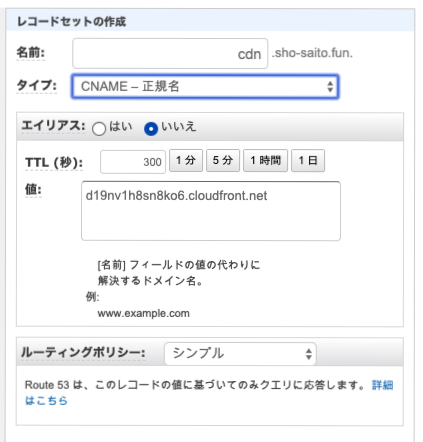 レコードセットの作成
名前: cdn .sho-saito.fun.
タイプ: CNAME – 正規名
エイリアス: はい いいえ
TTL (秒): 300 1 分 5 分 1 時間 1 日
値: d19nv1h8sn8ko6.cloudfront.net
[名前] フィールドの値の代わりに
解決するドメイン名。
例:
www.example.com
ルーティングポリシー: シンプル
Route 53 は、このレコードの値に基づいてのみクエリに応答します。 詳細
はこちら